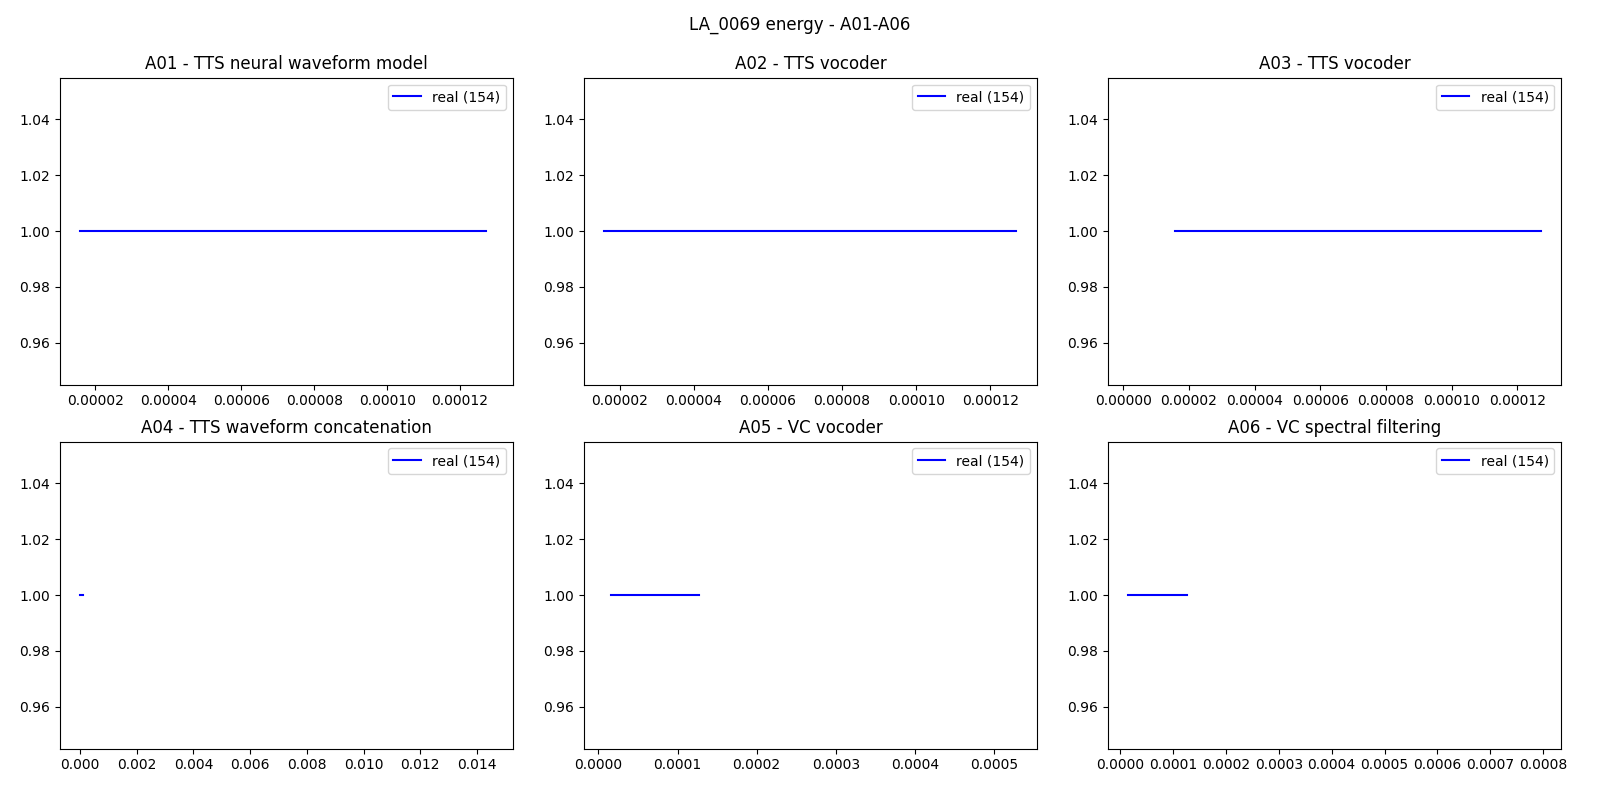 LA_0069 energy - A01-A06
A01 - TTS neural waveform model
A02 - TTS vocoder
A03 - TTS vocoder
real (154)
real (154)
real (154)
1.04
1.02
1.00
0.98
0.96
1.04
1.02
1.00
0.98
0.96
1.04
1.02
1.00
0.98
0.96
0.00002 0.00004 0.00006 0.00008 0.00010 0.00012
0.00002 0.00004 0.00006 0.00008 0.00010 0.00012
0.00000 0.00002 0.00004 0.00006 0.00008 0.00010 0.00012
A04 - TTS waveform concatenation
A05 - VC vocoder
A06 - VC spectral filtering
real (154)
real (154)
real (154)
1.04
1.02
1.00
0.98
0.96
1.04
1.02
1.00
0.98
0.96
1.04
1.02
1.00
0.98
0.96
0.000 0.002 0.004 0.006 0.008 0.010 0.012 0.014
0.0000 0.0001 0.0002 0.0003 0.0004 0.0005
0.0000 0.0001 0.0002 0.0003 0.0004 0.0005 0.0006 0.0007 0.0008